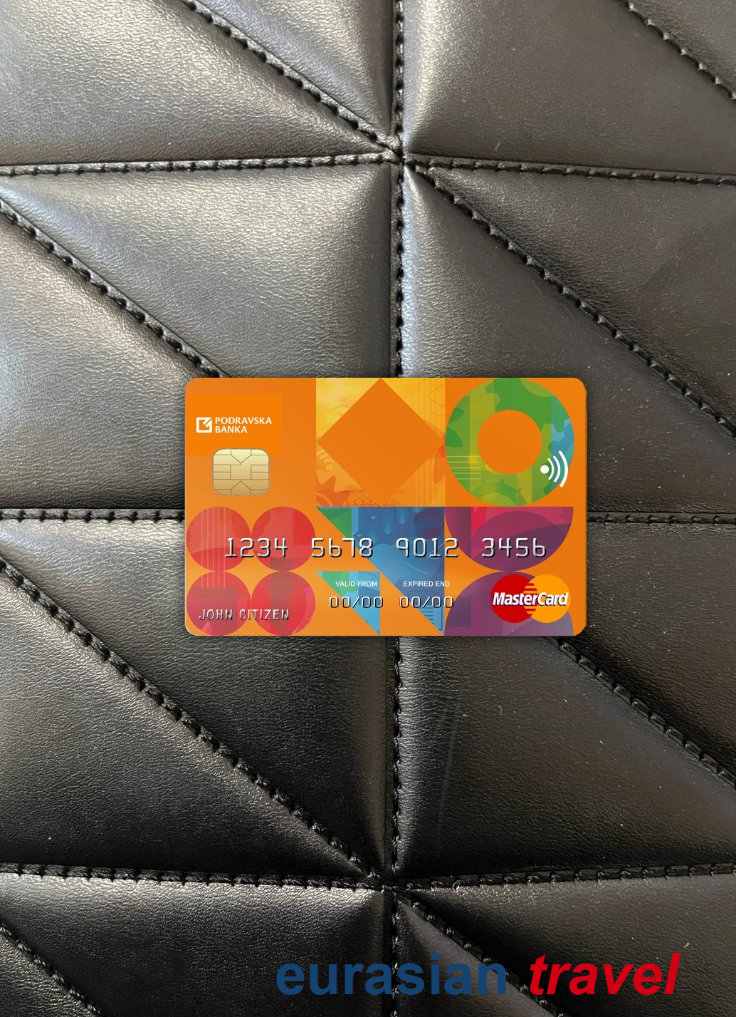 PODRAVSKA
BANKA
1234 5678 9012 3456
VALID FROM EXPIRED END
00/00 00/00
JOHN CITIZEN
MasterCard
eurasian travel